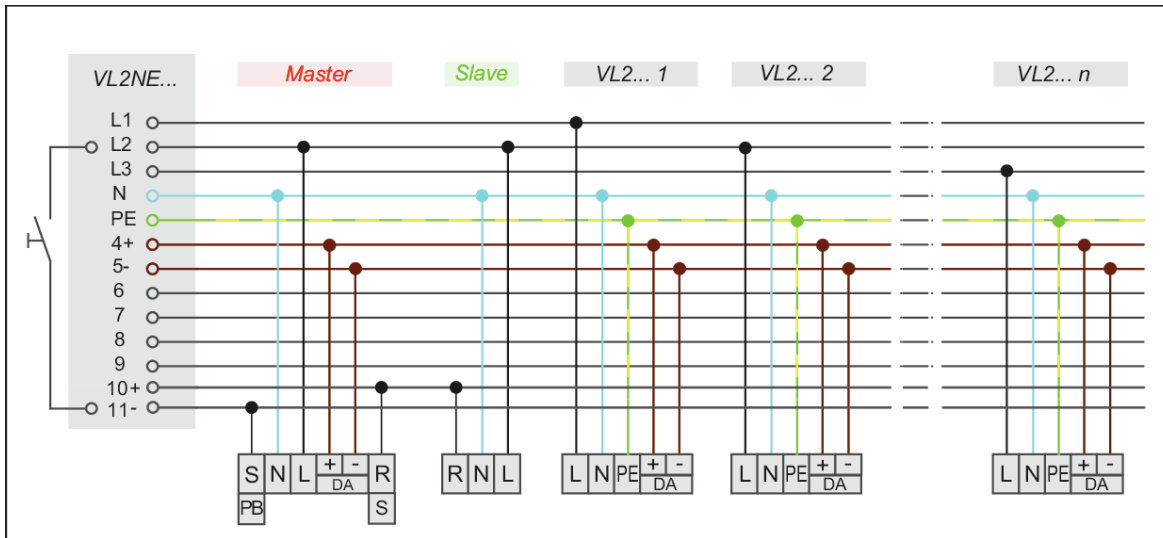 VL2NE... Master Slave VL2... 1 VL2... 2 VL2... n
L1
L2
L3
N
PE
4+
5-
6
7
8
9
10+
11-
S N L + - R R N L L N PE + - L N PE + - L N PE + -
DA DA DA DA
PB S